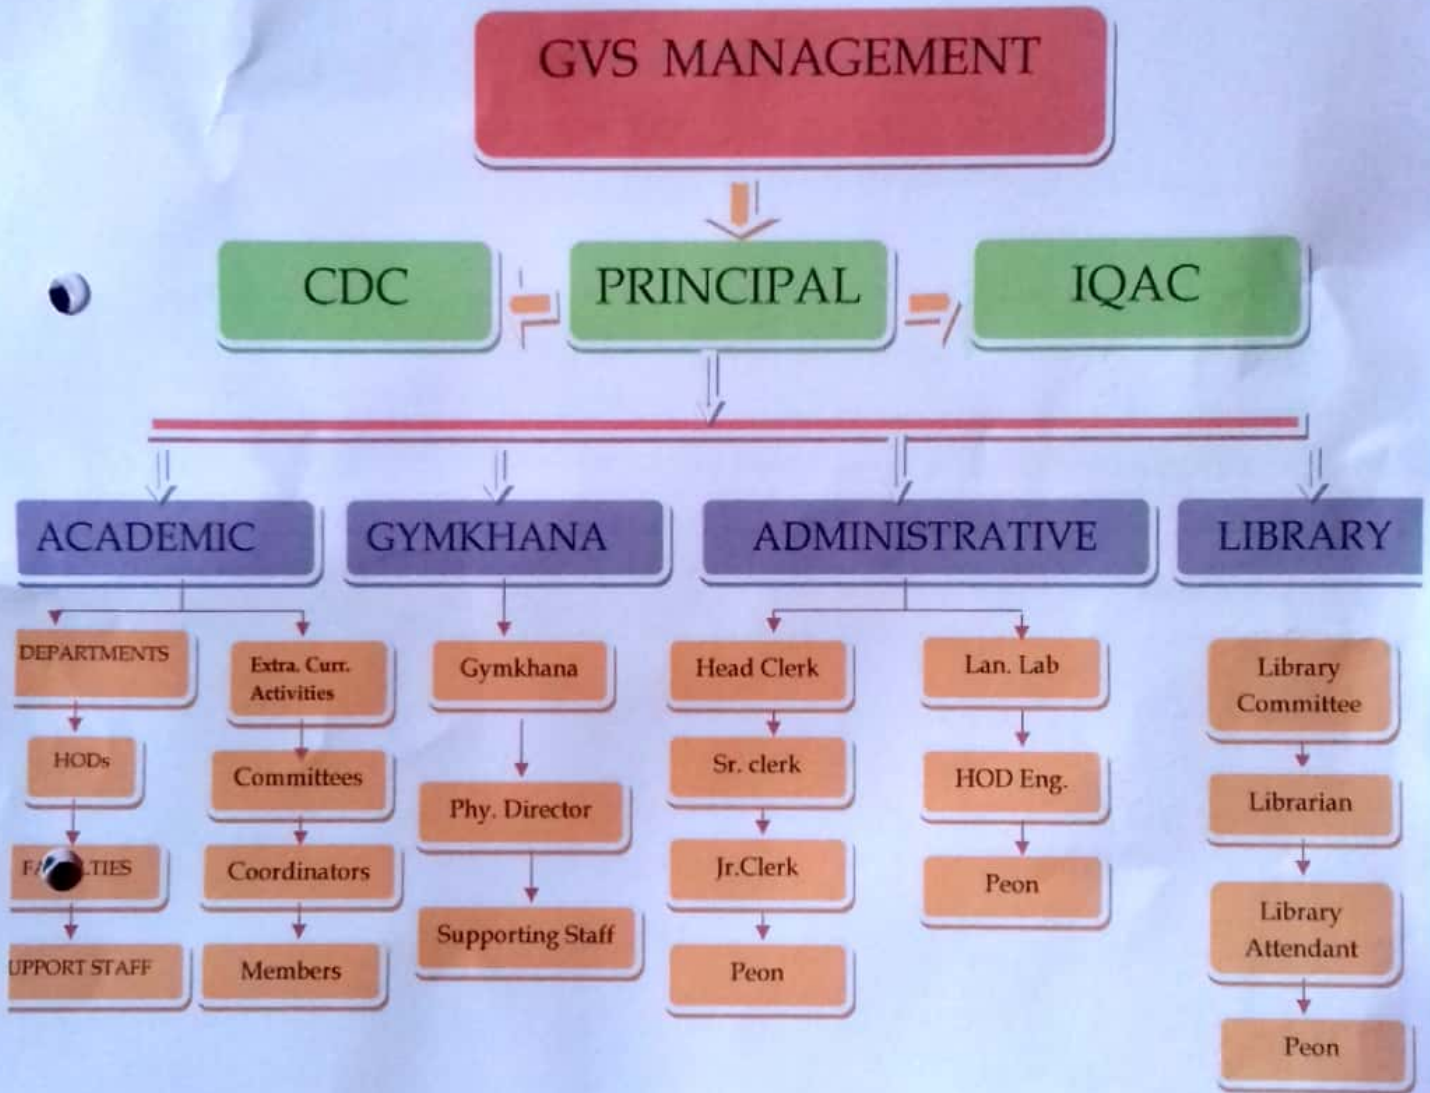 GVS MANAGEMENT
CDC
PRINCIPAL
IQAC
ACADEMIC
GYMKHANA
ADMINISTRATIVE
LIBRARY
DEPARTMENTS
HODs
UPPORT STAFF
Extra. Curr.
Activities
Committees
Coordinators
Members
Gymkhana
Phy. Director
Supporting Staff
Head Clerk
Sr. clerk
Jr.Clerk
Peon
Lan. Lab
HOD Eng.
Peon
Library
Committee
Librarian
Library
Attendant
Peon